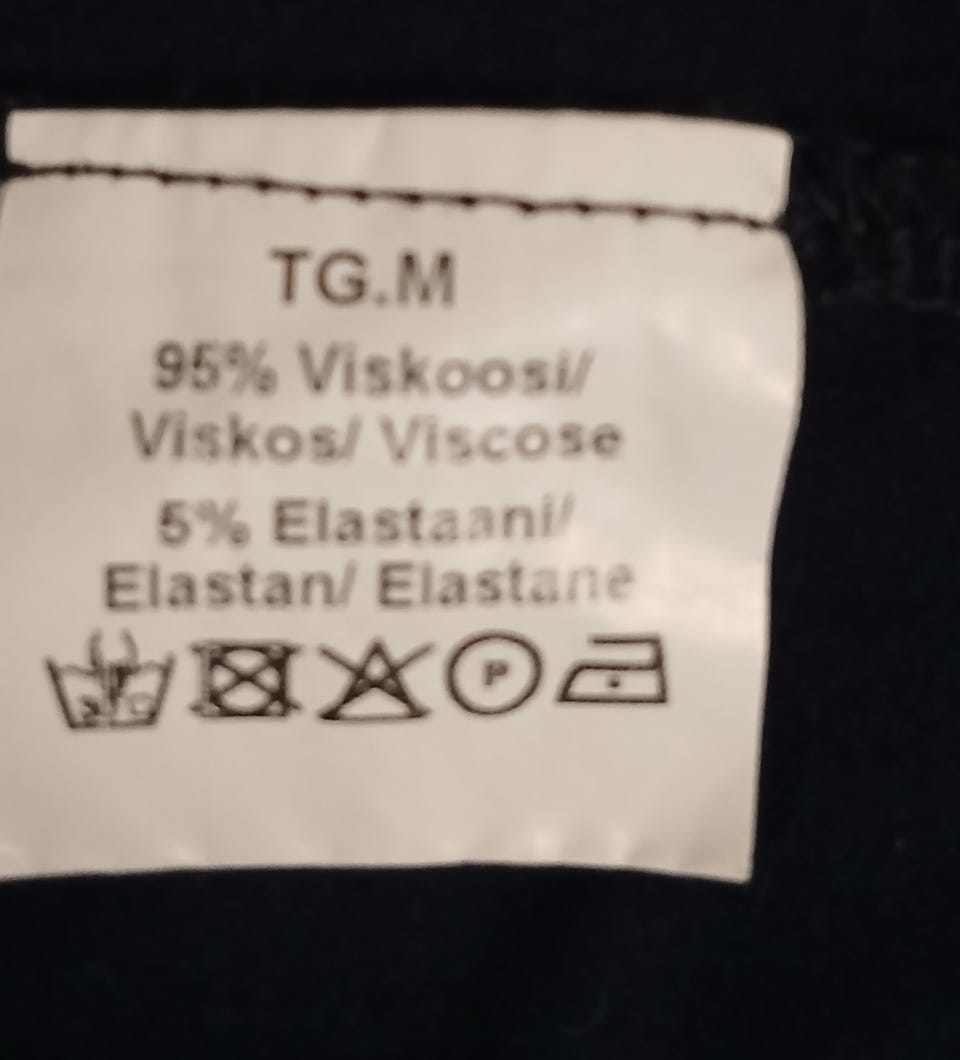 TG.M
95% Viskoosi/
Viskos/ Viscose
5% Elastaani/
Elastan/ Elastane
P